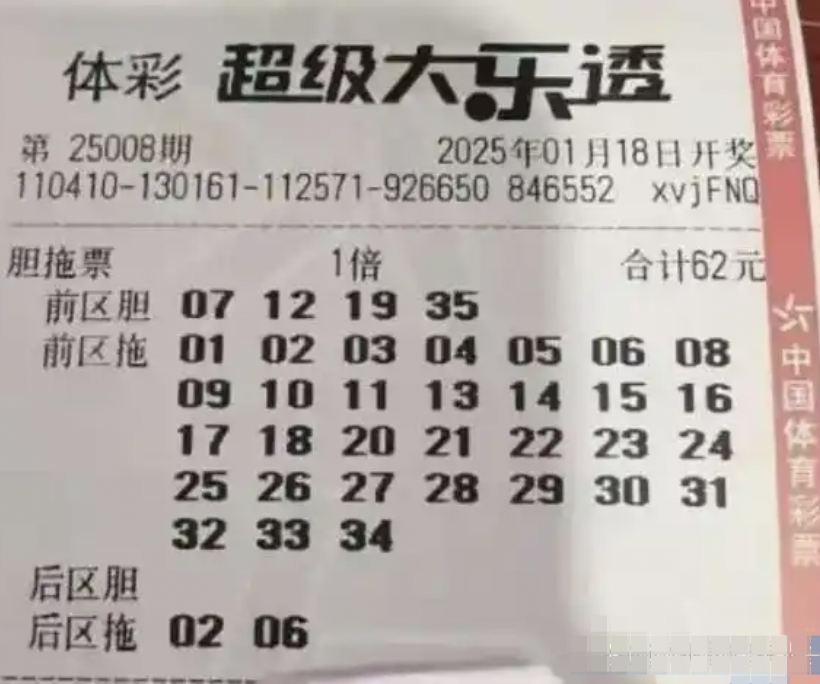 体彩 超级大乐透
第 25008期 2025年01月18日开奖
110410-130161-112571-926650 846552 xvjFNQ
胆拖票 1倍 合计62元
前区胆 07 12 19 35
前区拖 01 02 03 04 05 06 08
09 10 11 13 14 15 16
17 18 20 21 22 23 24
25 26 27 28 29 30 31
32 33 34
后区胆
后区拖 02 06
中国体育彩票
中国体育彩票